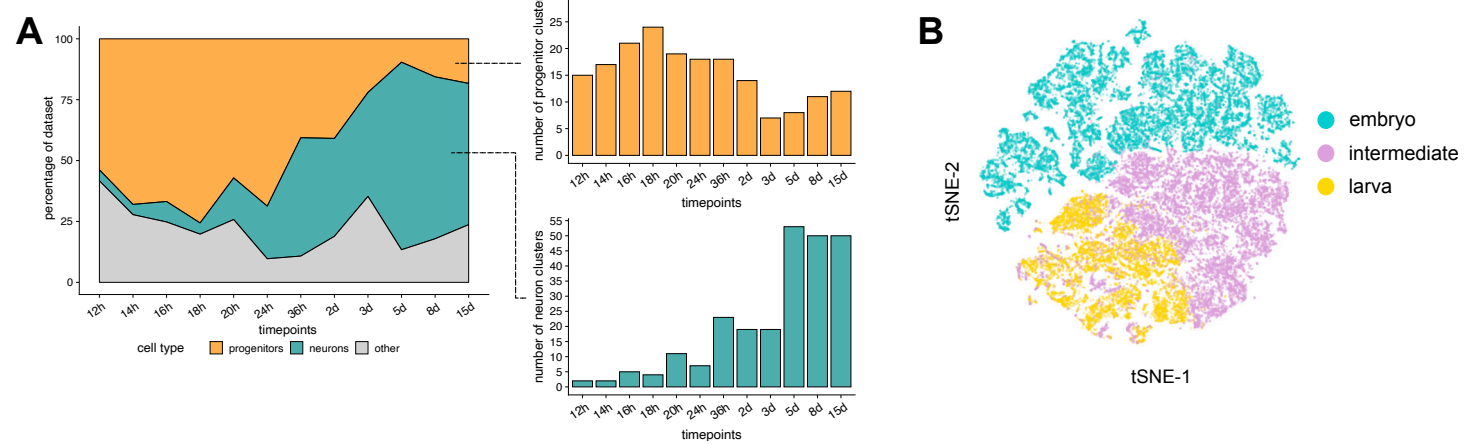 A
percentage of dataset
100
75
50
25
0
12h 14h 16h 18h 20h 24h 36h 2d 3d 5d 8d 15d
timepoints
cell type progenitors neurons other
number of progenitor
25
20
15
10
5
0
12h 14h 16h 18h 20h 24h 36h 2d 3d 5d 8d 15d
timepoints
number of neuron clusters
55
50
45
40
35
30
25
20
15
10
5
0
12h 14h 16h 18h 20h 24h 36h 2d 3d 5d 8d 15d
timepoints
B
tSNE-2
tSNE-1
embryo
intermediate
larva